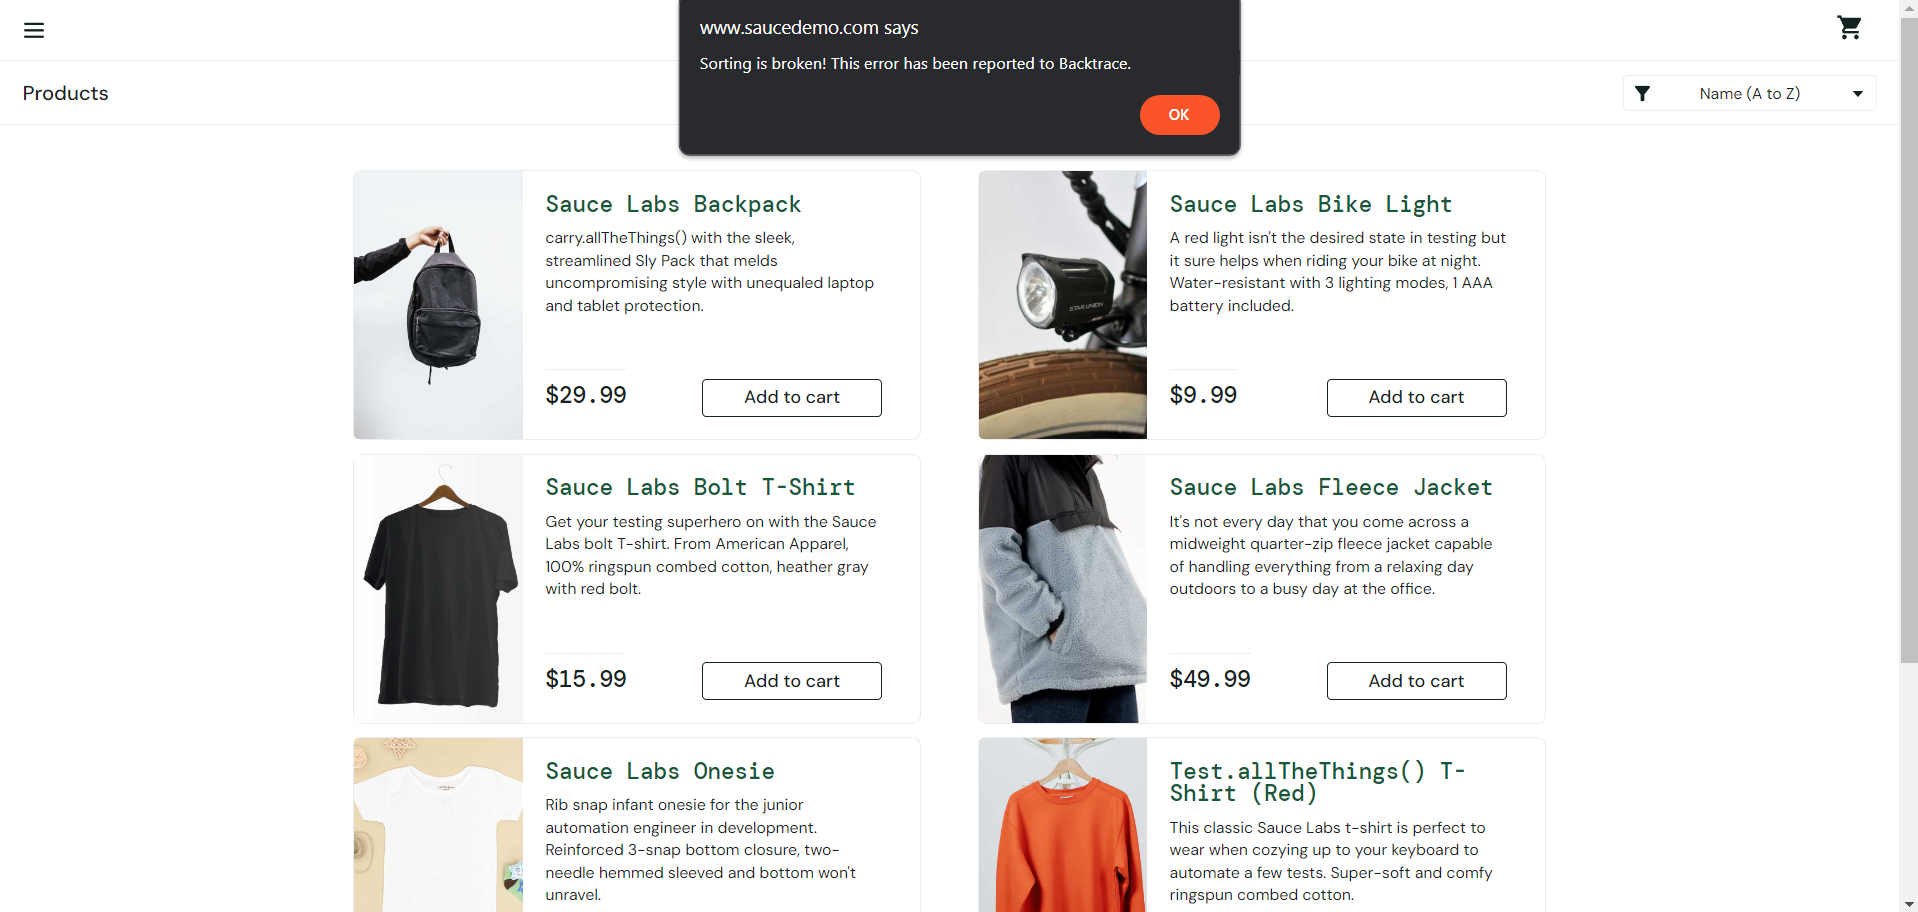 www.saucedemo.com says
Sorting is broken! This error has been reported to Backtrace.
OK
Products
Name (A to Z)
Sauce Labs Backpack
carry.allTheThings() with the sleek,
streamlined Sly Pack that melds
uncompromising style with unequaled laptop
and tablet protection.
$29.99
Add to cart
Sauce Labs Bike Light
A red light isn't the desired state in testing but
it sure helps when riding your bike at night.
Water-resistant with 3 lighting modes, 1 AAA
battery included.
STAR UNION
$9.99
Add to cart
Sauce Labs Bolt T-Shirt
Get your testing superhero on with the Sauce
Labs bolt T-shirt. From American Apparel,
100% ringspun combed cotton, heather gray
with red bolt.
$15.99
Add to cart
Sauce Labs Fleece Jacket
It's not every day that you come across a
midweight quarter-zip fleece jacket capable
of handling everything from a relaxing day
outdoors to a busy day at the office.
$49.99
Add to cart
Sauce Labs Onesie
Rib snap infant onesie for the junior
automation engineer in development.
Reinforced 3-snap bottom closure, two-
needle hemmed sleeved and bottom won't
unravel.
Test.allTheThings() T-
Shirt (Red)
This classic Sauce Labs t-shirt is perfect to
wear when cozying up to your keyboard to
automate a few tests. Super-soft and comfy
ringspun combed cotton.